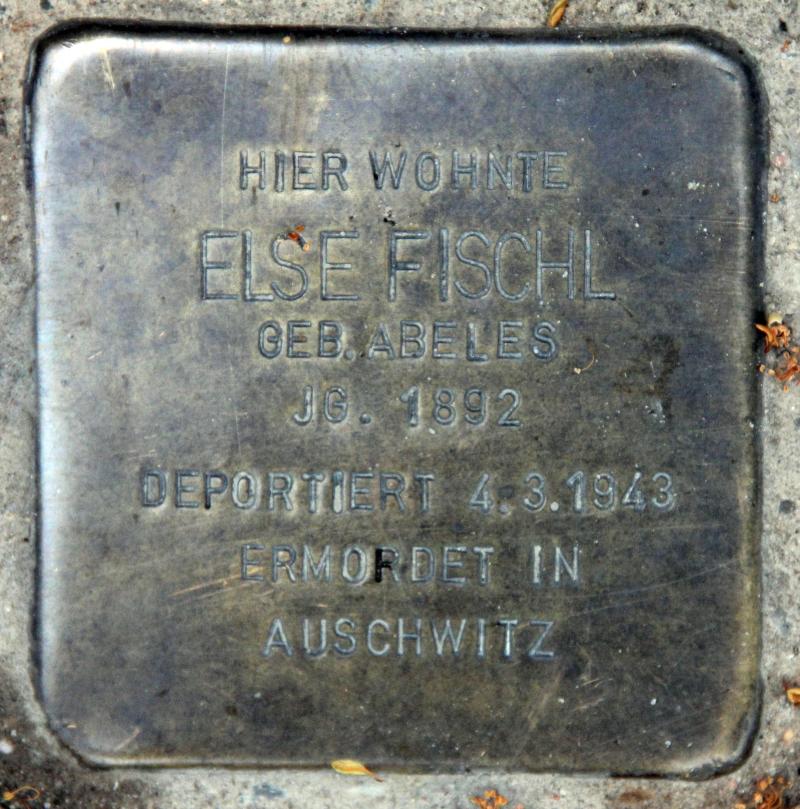 HIER WOHNTE
ELSE FISCHL
GEB. ABELES
JG. 1892
DEPORTIERT 4.3.1943
ERMORDET IN
AUSCHWITZ